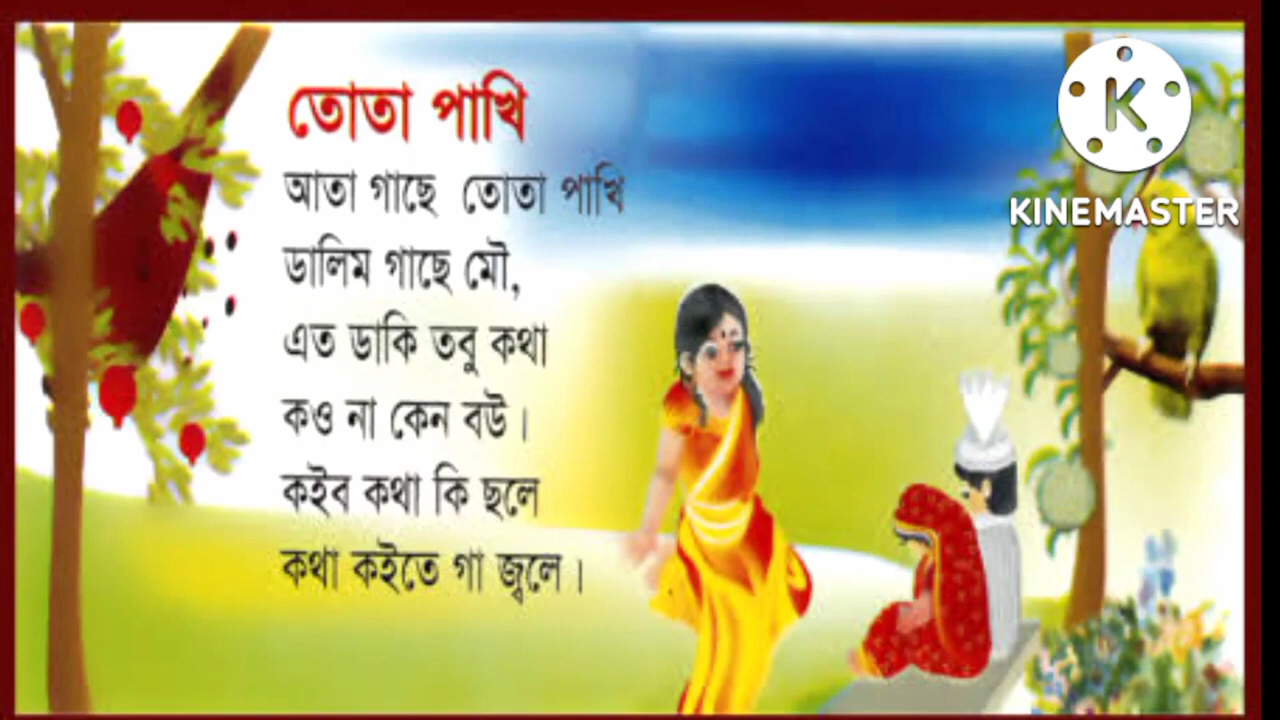 তোতা পাখি
আতা গাছে তোতা পাখি
ডালিম গাছে মৌ,
এত ডাকি তবু কথা
কও না কেন বউ।
কইব কথা কি ছলে
কথা কইতে গা জ্বলে।
K
KINEMASTER